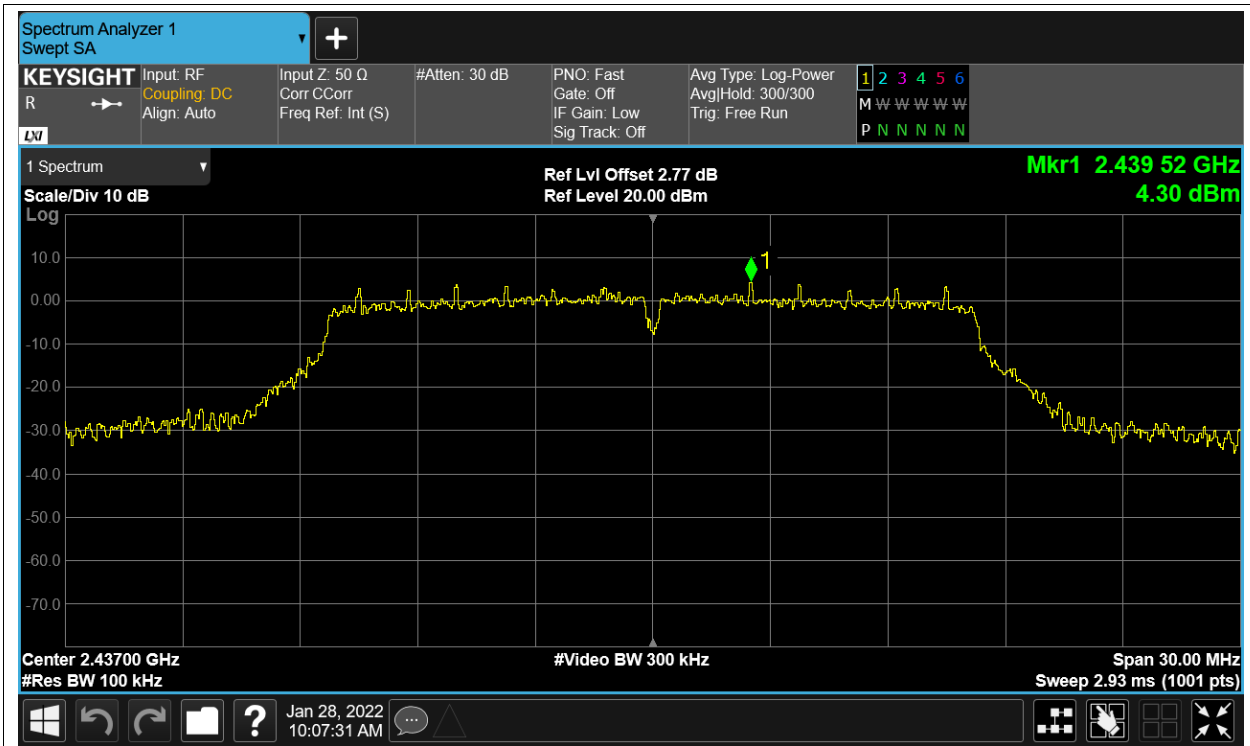 Spectrum Analyzer 1
Swept SA
+
KEYSIGHT
R
LXI
Input: RF
Coupling: DC
Align: Auto
Input Z: 50 Ω
Corr CCorr
Freq Ref: Int (S)
#Atten: 30 dB
PNO: Fast
Gate: Off
IF Gain: Low
Sig Track: Off
Avg Type: Log-Power
Avg|Hold: 300/300
Trig: Free Run
1 2 3 4 5 6
M W W W W W W
P N N N N N
1 Spectrum
Scale/Div 10 dB
Log
Ref Lvl Offset 2.77 dB
Ref Level 20.00 dBm
Mkr1 2.439 52 GHz
4.30 dBm
1
10.0
0.00
-10.0
-20.0
-30.0
-40.0
-50.0
-60.0
-70.0
Center 2.43700 GHz
#Res BW 100 kHz
#Video BW 300 kHz
Span 30.00 MHz
Sweep 2.93 ms (1001 pts)
?
Jan 28, 2022
10:07:31 AM